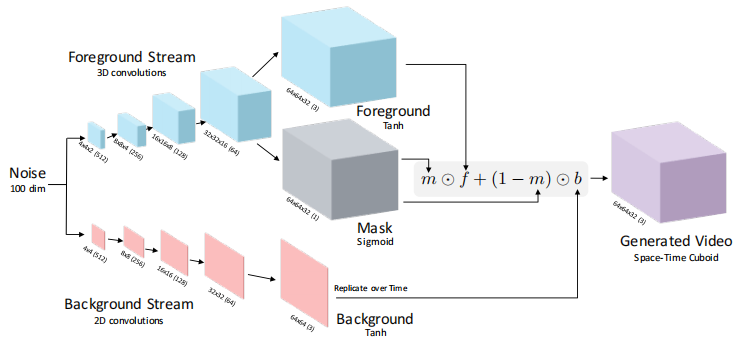 Foreground Stream
3D convolutions
4x4x2 (512)
8x8x4 (256)
16x16x8 (128)
32x32x16 (64)
64x64x32 (3)
Foreground
Tanh
Noise
100 dim
64x64x32 (1)
Mask
Sigmoid
m ⊙ f + (1 − m) ⊙ b
64x64x32 (3)
Generated Video
Space-Time Cuboid
4x4 (512)
8x8 (256)
16x16 (128)
32x32 (64)
64x64 (3)
Background Stream
2D convolutions
Replicate over Time
Background
Tanh